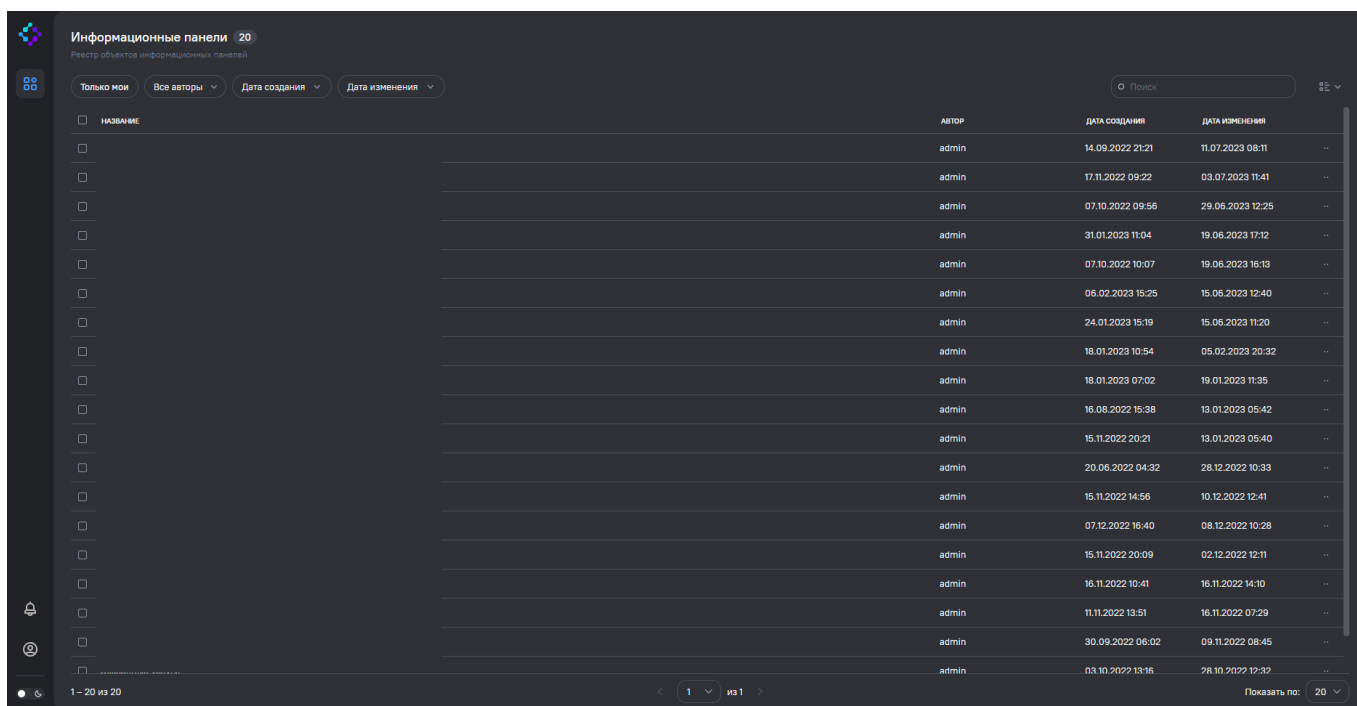 Информационные панели 20
Реестр объектов информационных панелей
Только мои Все авторы Дата создания Дата изменения Поиск
НАЗВАНИЕ АВТОР ДАТА СОЗДАНИЯ ДАТА ИЗМЕНЕНИЯ
admin 14.09.2022 21:21 11.07.2023 08:11
admin 17.11.2022 09:22 03.07.2023 11:41
admin 07.10.2022 09:56 29.06.2023 12:25
admin 31.01.2023 11:04 19.06.2023 17:12
admin 07.10.2022 10:07 19.06.2023 16:13
admin 06.02.2023 15:25 15.06.2023 12:40
admin 24.01.2023 15:19 15.06.2023 11:20
admin 18.01.2023 10:54 05.02.2023 20:32
admin 18.01.2023 07:02 19.01.2023 11:35
admin 16.08.2022 15:38 13.01.2023 05:42
admin 15.11.2022 20:21 13.01.2023 05:40
admin 20.06.2022 04:32 28.12.2022 10:33
admin 15.11.2022 14:56 10.12.2022 12:41
admin 07.12.2022 16:40 08.12.2022 10:28
admin 15.11.2022 20:09 02.12.2022 12:11
admin 16.11.2022 10:41 16.11.2022 14:10
admin 11.11.2022 13:51 16.11.2022 07:29
admin 30.09.2022 06:02 09.11.2022 08:45
admin 03.10.2022 13:16 28.10.2022 12:32
1 – 20 из 20 1 из 1 Показать по: 20